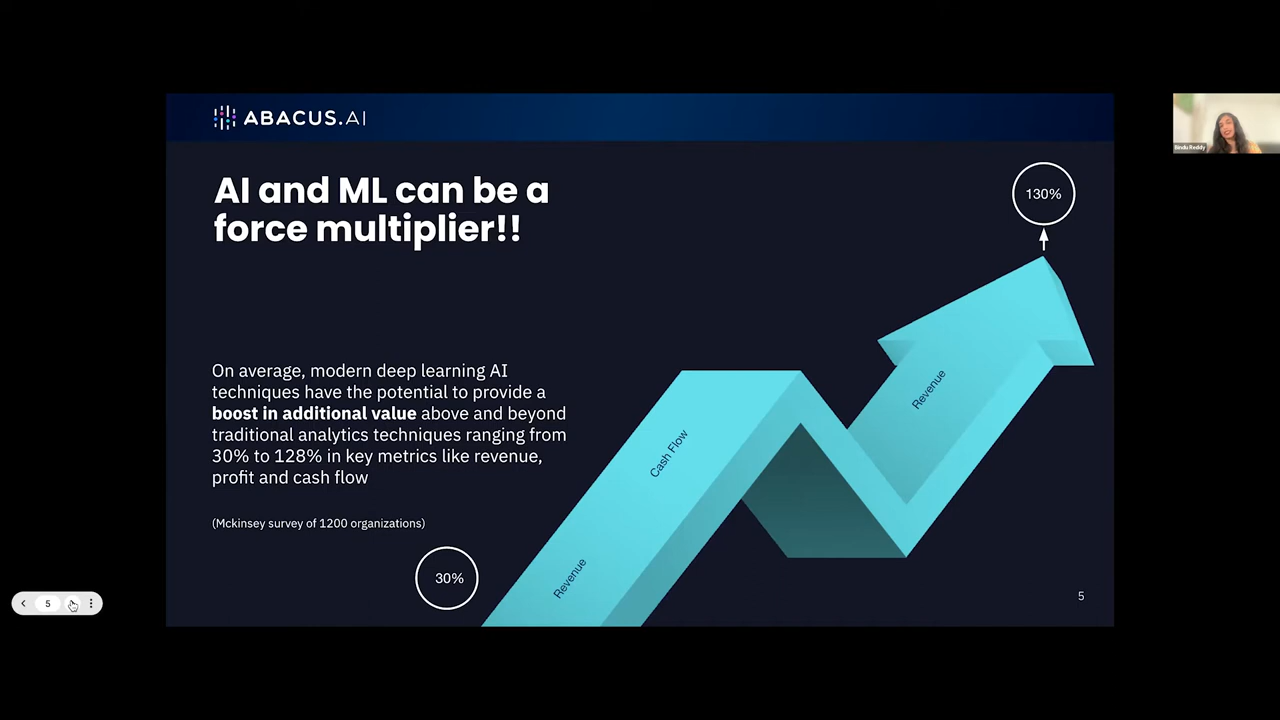 ABACUS.AI
AI and ML can be a
force multiplier!!
130%
On average, modern deep learning AI
techniques have the potential to provide a
boost in additional value above and beyond
traditional analytics techniques ranging from
30% to 128% in key metrics like revenue,
profit and cash flow
(Mckinsey survey of 1200 organizations)
30%
Revenue
Cash Flow
Revenue
5
5
Bindu Reddy